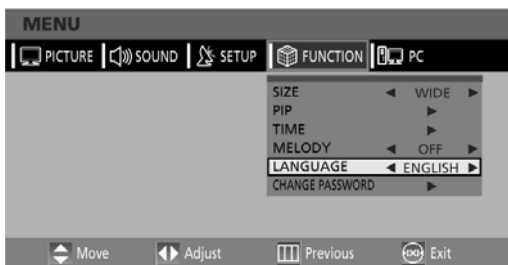 MENU
PICTURE SOUND SETUP FUNCTION PC
SIZE WIDE
PIP
TIME
MELODY OFF
LANGUAGE ENGLISH
CHANGE PASSWORD
Move Adjust Previous Exit